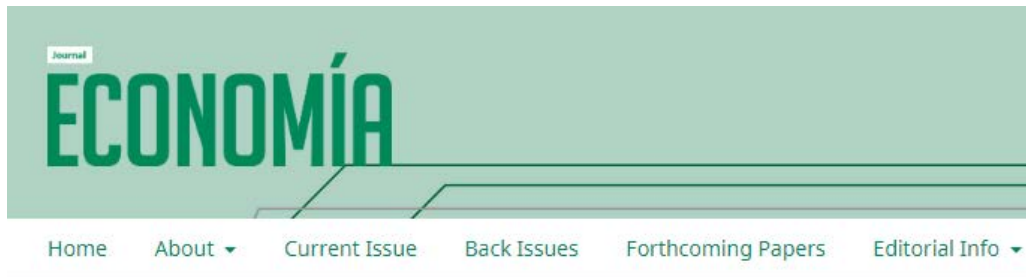 Journal
ECONOMÍA
Home About Current Issue Back Issues Forthcoming Papers Editorial Info